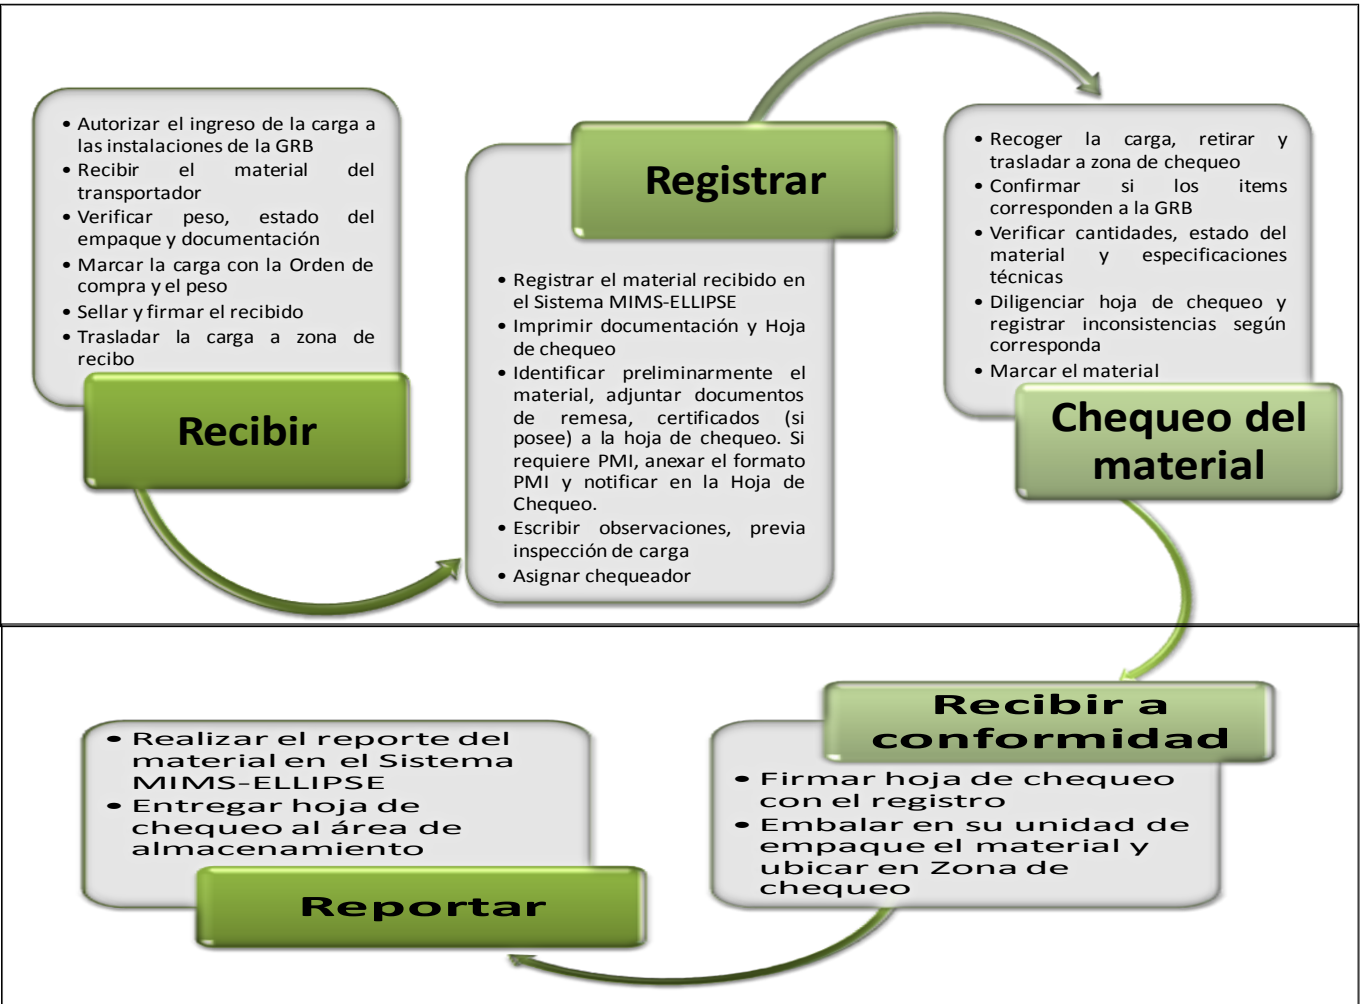 • Autorizar el ingreso de la carga a
las instalaciones de la GRB
• Recibir el material del
transportador
• Verificar peso, estado del
empaque y documentación
• Marcar la carga con la Orden de
compra y el peso
• Sellar y firmar el recibido
• Trasladar la carga a zona de
recibo
Recibir
Registrar
• Registrar el material recibido en
el Sistema MIMS-ELLIPSE
• Imprimir documentación y Hoja
de chequeo
• Identificar preliminarmente el
material, adjuntar documentos
de remesa, certificados (si
posee) a la hoja de chequeo. Si
requiere PMI, anexar el formato
PMI y notificar en la Hoja de
Chequeo.
• Escribir observaciones, previa
inspección de carga
• Asignar chequeador
• Recoger la carga, retirar y
trasladar a zona de chequeo
• Confirmar si los items
corresponden a la GRB
• Verificar cantidades, estado del
material y especificaciones
técnicas
• Diligenciar hoja de chequeo y
registrar inconsistencias según
corresponda
• Marcar el material
Chequeo del
material
Recibir a
conformidad
• Firmar hoja de chequeo
con el registro
• Embalar en su unidad de
empaque el material y
ubicar en Zona de
chequeo
• Realizar el reporte del
material en el Sistema
MIMS-ELLIPSE
• Entregar hoja de
chequeo al área de
almacenamiento
Reportar